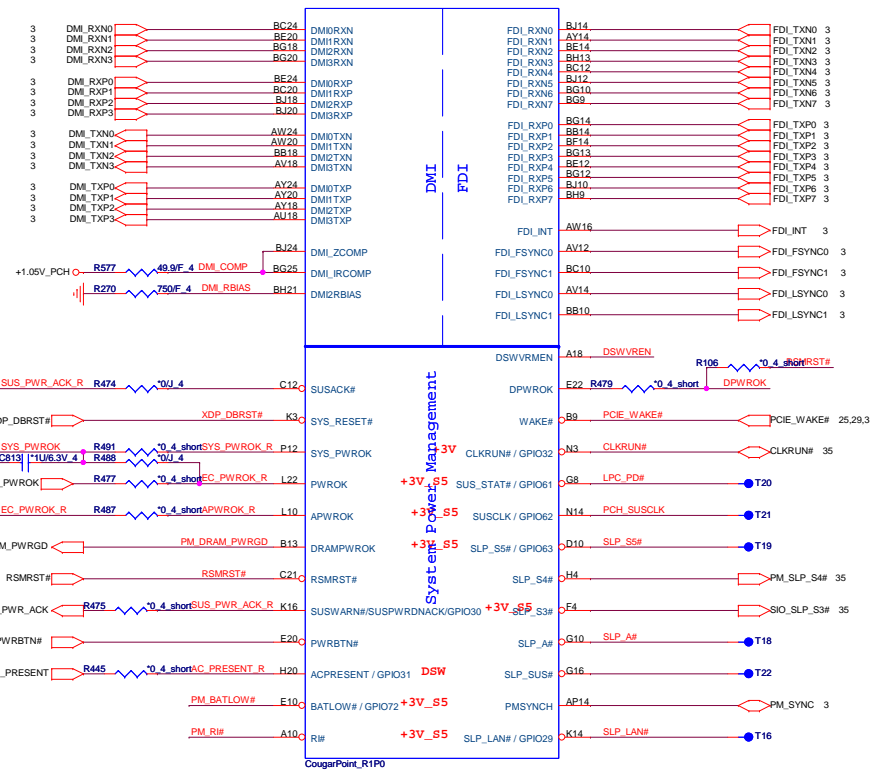 3 DMI_RXN0 BC24 DMI0RXN FDI_RXN0 BJ14 FDI_TXN0 3
3 DMI_RXN1 BE20 DMI1RXN FDI_RXN1 AY14 FDI_TXN1 3
3 DMI_RXN2 BG18 DMI2RXN FDI_RXN2 BE14 FDI_TXN2 3
3 DMI_RXN3 BG20 DMI3RXN FDI_RXN3 BH13 FDI_TXN3 3
FDI_RXN4 BC12 FDI_TXN4 3
3 DMI_RXP0 BE24 DMI0RXP FDI_RXN5 BJ12 FDI_TXN5 3
3 DMI_RXP1 BC20 DMI1RXP FDI_RXN6 BG10 FDI_TXN6 3
3 DMI_RXP2 BJ18 DMI2RXP FDI_RXN7 BG9 FDI_TXN7 3
3 DMI_RXP3 BJ20 DMI3RXP
FDI_RXP0 BG14 FDI_TXP0 3
3 DMI_TXN0 AW24 DMI0TXN FDI_RXP1 BB14 FDI_TXP1 3
3 DMI_TXN1 AW20 DMI1TXN FDI_RXP2 BF14 FDI_TXP2 3
3 DMI_TXN2 BB18 DMI2TXN FDI_RXP3 BG13 FDI_TXP3 3
3 DMI_TXN3 AV18 DMI3TXN FDI_RXP4 BE12 FDI_TXP4 3
FDI_RXP5 BG12 FDI_TXP5 3
3 DMI_TXP0 AY24 DMI0TXP FDI_RXP6 BJ10 FDI_TXP6 3
3 DMI_TXP1 AY20 DMI1TXP FDI_RXP7 BH9 FDI_TXP7 3
3 DMI_TXP2 AY18 DMI2TXP
3 DMI_TXP3 AU18 DMI3TXP
DMI
FDI
FDI_INT AW16 FDI_INT 3
BJ24 DMI_ZCOMP FDI_FSYNC0 AV12 FDI_FSYNC0 3
+1.05V_PCH R577 49.9/F_4 DMI_COMP BG25 DMI_IRCOMP FDI_FSYNC1 BC10 FDI_FSYNC1 3
R270 750/F_4 DMI_RBIAS BH21 DMI2RBIAS FDI_LSYNC0 AV14 FDI_LSYNC0 3
FDI_LSYNC1 BB10 FDI_LSYNC1 3
DSWVRMEN A18 DSWVREN
R106 *0_4_short RSMRST#
SUS_PWR_ACK_R R474 *0/J_4 C12 SUSACK# DPWROK E22 R479 *0_4_short DPWROK
System Power Management
DP_DBRST# XDP_DBRST# K3 SYS_RESET# WAKE# B9 PCIE_WAKE# PCIE_WAKE# 25,29,3
SYS_PWROK R491 *0_4_short SYS_PWROK_R P12 SYS_PWROK +3V CLKRUN# / GPIO32 N3 CLKRUN# CLKRUN# 35
C813 *1U/6.3V_4 R488 *0/J_4
_PWROK R477 *0_4_short EC_PWROK_R L22 PWROK +3V_S5 SUS_STAT# / GPIO61 G8 LPC_PD# T20
EC_PWROK_R R487 *0_4_short APWROK_R L10 APWROK +3V_S5 SUSCLK / GPIO62 N14 PCH_SUSCLK T21
M_PWRGD PM_DRAM_PWRGD B13 DRAMPWROK +3V_S5 SLP_S5# / GPIO63 D10 SLP_S5# T19
RSMRST# RSMRST# C21 RSMRST# SLP_S4# H4 PM_SLP_S4# 35
_PWR_ACK R475 *0_4_short SUS_PWR_ACK_R K16 SUSWARN#/SUSPWRDNACK/GPIO30 +3V_S5 SLP_S3# F4 SIO_SLP_S3# 35
PWRBTN# E20 PWRBTN# SLP_A# G10 SLP_A# T18
_PRESENT R445 *0_4_short AC_PRESENT_R H20 ACPRESENT / GPIO31 DSW SLP_SUS# G16 T22
PM_BATLOW# E10 BATLOW# / GPIO72 +3V_S5 PMSYNCH AP14 PM_SYNC 3
PM_RI# A10 RI# +3V_S5 SLP_LAN# / GPIO29 K14 SLP_LAN# T16
CougarPoint_R1P0